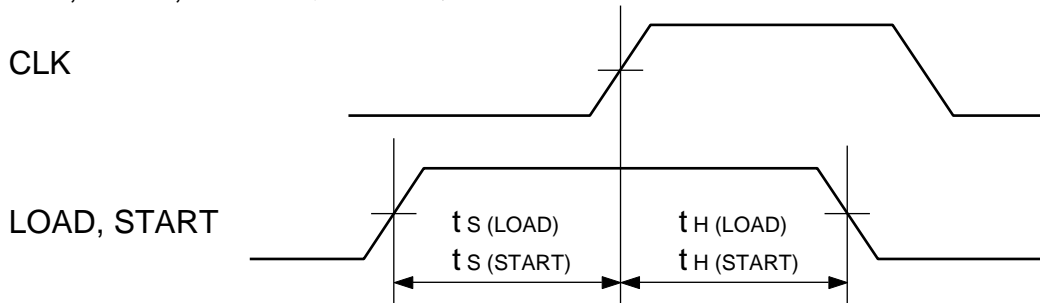 CLK
LOAD, START
t S (LOAD) t H (LOAD)
t S (START) t H (START)